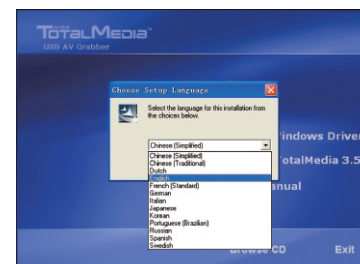 TOTALMEDIA™
USB AV Grabber
Choose Setup Language
Select the language for this installation from
the choices below.
Chinese (Simplified)
Chinese (Simplified)
Chinese (Traditional)
Dutch
English
French (Standard)
German
Italian
Japanese
Korean
Portuguese (Brazilian)
Russian
Spanish
Swedish
indows Driver
otalMedia 3.5
anual
Browse CD
Exit